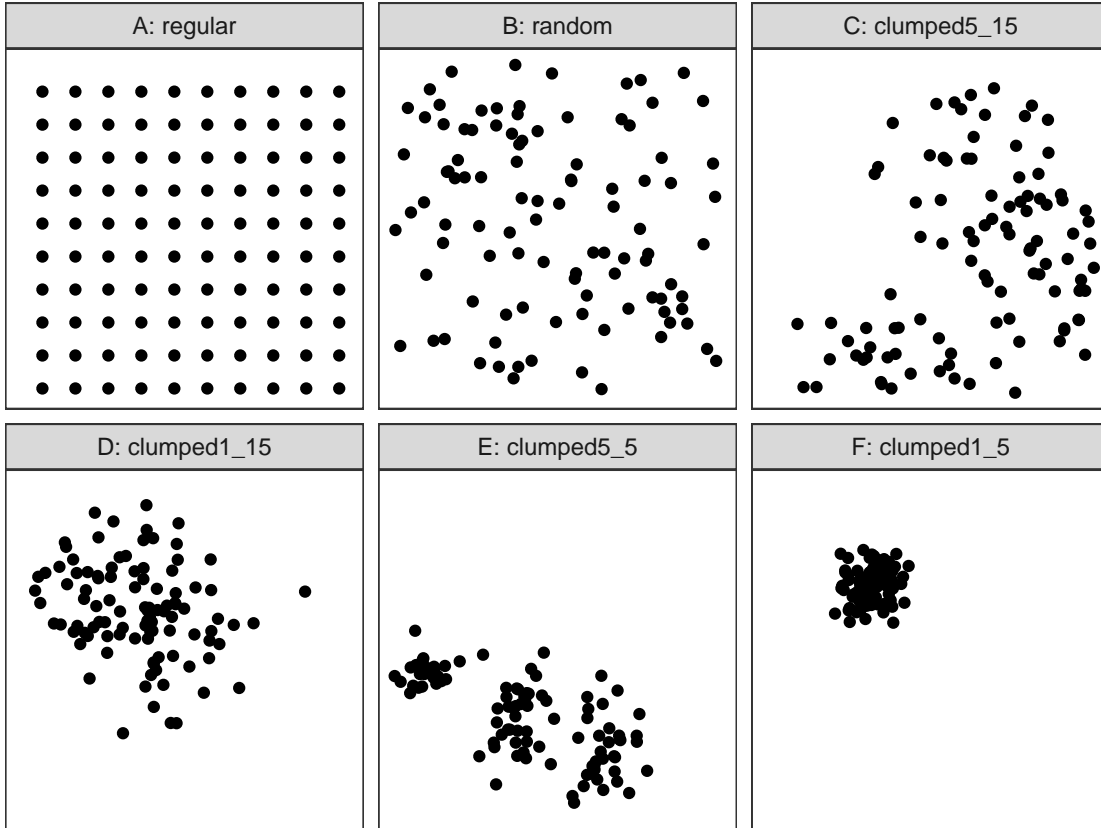 A: regular
B: random
C: clumped5_15
D: clumped1_15
E: clumped5_5
F: clumped1_5